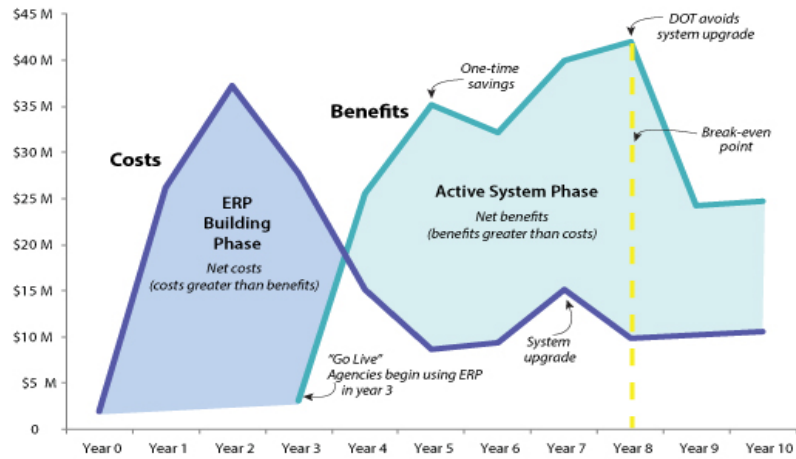 $45 M
$40 M
$35 M
$30 M
$25 M
$20 M
$15 M
$10 M
$5 M
0
Costs
ERP
Building
Phase
Net costs
(costs greater than benefits)
Benefits
One-time
savings
DOT avoids
system upgrade
Break-even
point
Active System Phase
Net benefits
(benefits greater than costs)
System
upgrade
"Go Live"
Agencies begin using ERP
in year 3
Year 0 Year 1 Year 2 Year 3 Year 4 Year 5 Year 6 Year 7 Year 8 Year 9 Year 10